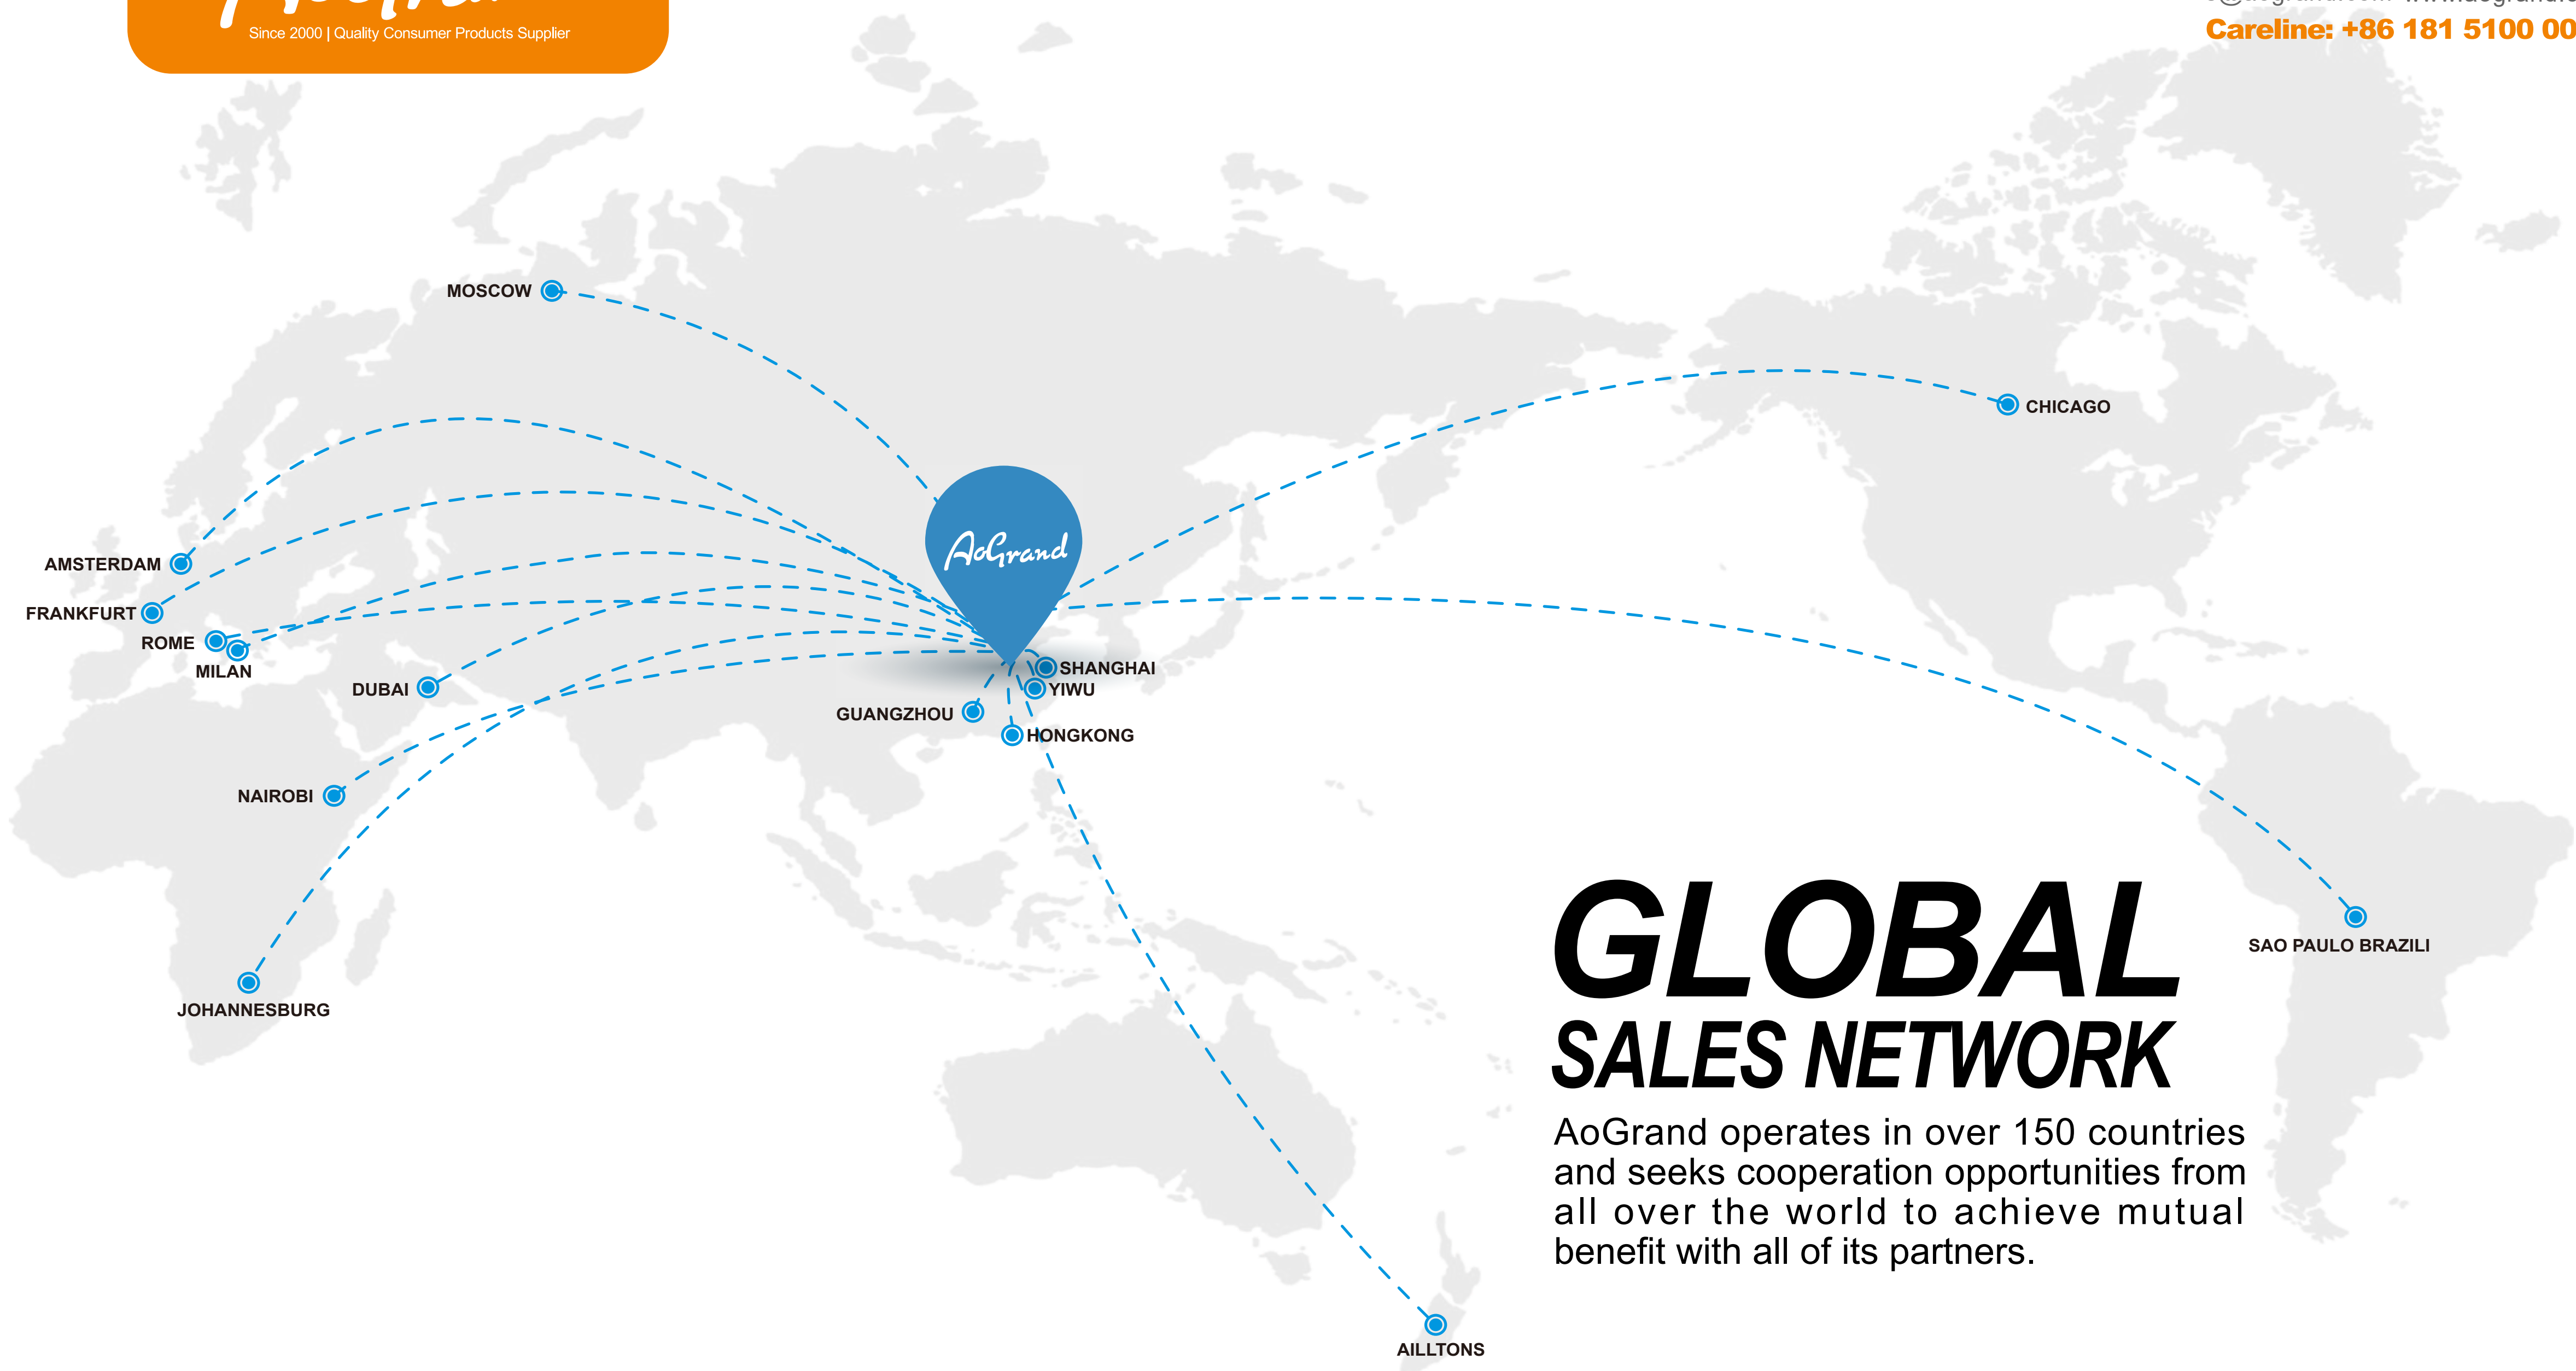 Since 2000 | Quality Consumer Products Supplier
Careline: +86 181 5100 00
MOSCOW
CHICAGO
AoGrand
AMSTERDAM
FRANKFURT
ROME
MILAN
DUBAI
SHANGHAI
YIWU
GUANGZHOU
HONGKONG
NAIROBI
JOHANNESBURG
SAO PAULO BRAZILI
GLOBAL
SALES NETWORK
AoGrand operates in over 150 countries
and seeks cooperation opportunities from
all over the world to achieve mutual
benefit with all of its partners.
AILLTONS